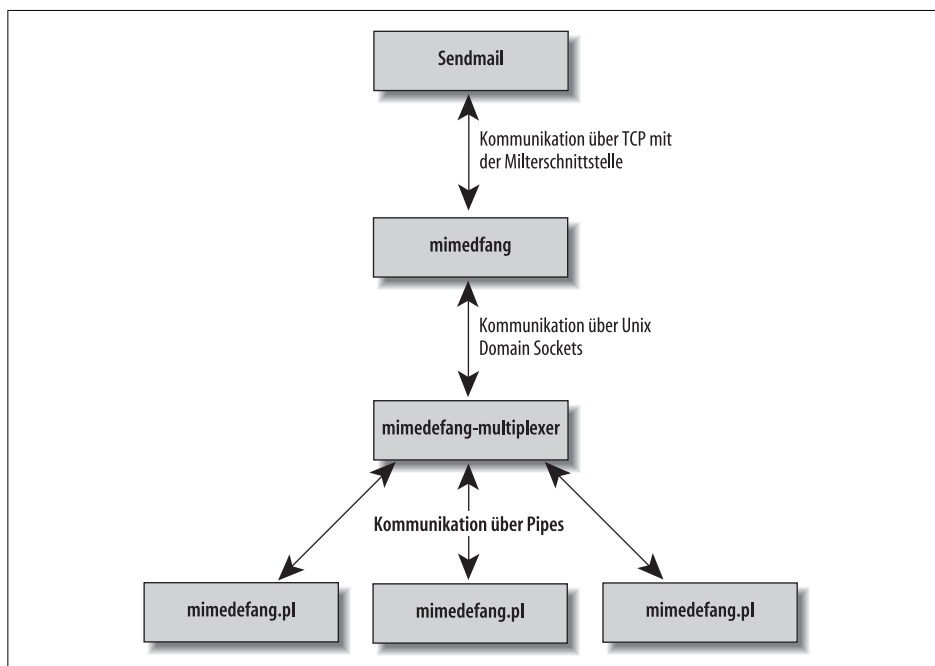 Sendmail
Kommunikation über TCP mit
der Milterschnittstelle
mimedfang
Kommunikation über Unix
Domain Sockets
mimedefang-multiplexer
Kommunikation über Pipes
mimedefang.pl
mimedefang.pl
mimedefang.pl